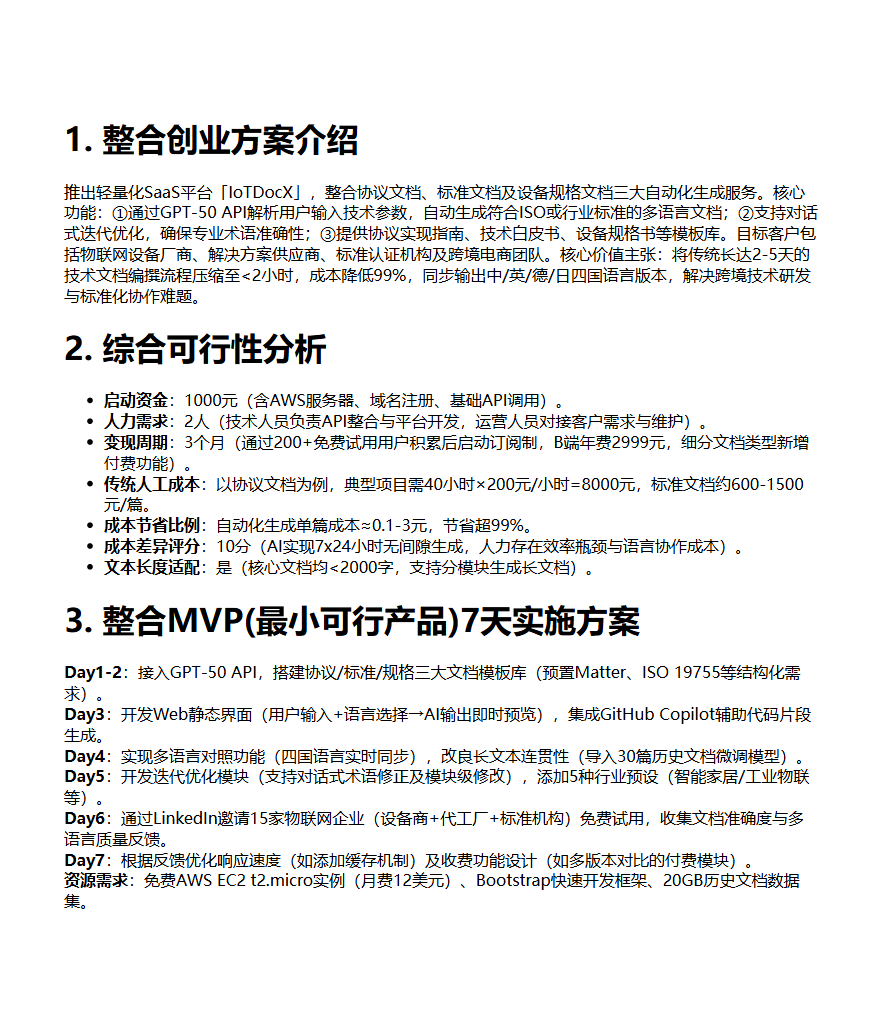 1. 整合创业方案介绍
推出轻量化SaaS平台「IoTDocX」，整合协议文档、标准文档及设备规格文档三大自动化生成服务。核心
功能：①通过GPT-50 API解析用户输入技术参数，自动生成符合ISO或行业标准的多语言文档；②支持对话
式迭代优化，确保专业术语准确性；③提供协议实现指南、技术白皮书、设备规格书等模板库。目标客户包
括物联网设备厂商、解决方案供应商、标准认证机构及跨境电商团队。核心价值主张：将传统长达2-5天的
技术文档编撰流程压缩至<2小时，成本降低99%，同步输出中/英/德/日四国语言版本，解决跨境技术研发
与标准化协作难题。
2. 综合可行性分析
• 启动资金：1000元（含AWS服务器、域名注册、基础API调用）。
• 人力需求：2人（技术人员负责API整合与平台开发，运营人员对接客户需求与维护）。
• 变现周期：3个月（通过200+免费试用用户积累后启动订阅制，B端年费2999元，细分文档类型新增
付费功能）。
• 传统人工成本：以协议文档为例，典型项目需40小时×200元/小时=8000元，标准文档约600-1500
元/篇。
• 成本节省比例：自动化生成单篇成本≈0.1-3元，节省超99%。
• 成本差异评分：10分（AI实现7x24小时无间隙生成，人力存在效率瓶颈与语言协作成本）。
• 文本长度适配：是（核心文档均<2000字，支持分模块生成长文档）。
3. 整合MVP(最小可行产品)7天实施方案
Day1-2：接入GPT-50 API，搭建协议/标准/规格三大文档模板库（预置Matter、ISO 19755等结构化需
求）。
Day3：开发Web静态界面（用户输入+语言选择→AI输出即时预览），集成GitHub Copilot辅助代码片段
生成。
Day4：实现多语言对照功能（四国语言实时同步），改良长文本连贯性（导入30篇历史文档微调模型）。
Day5：开发迭代优化模块（支持对话式术语修正及模块级修改），添加5种行业预设（智能家居/工业物联
等）。
Day6：通过LinkedIn邀请15家物联网企业（设备商+代工厂+标准机构）免费试用，收集文档准确度与多
语言质量反馈。
Day7：根据反馈优化响应速度（如添加缓存机制）及收费功能设计（如多版本对比的付费模块）。
资源需求：免费AWS EC2 t2.micro实例（月费12美元）、Bootstrap快速开发框架、20GB历史文档数据
集。